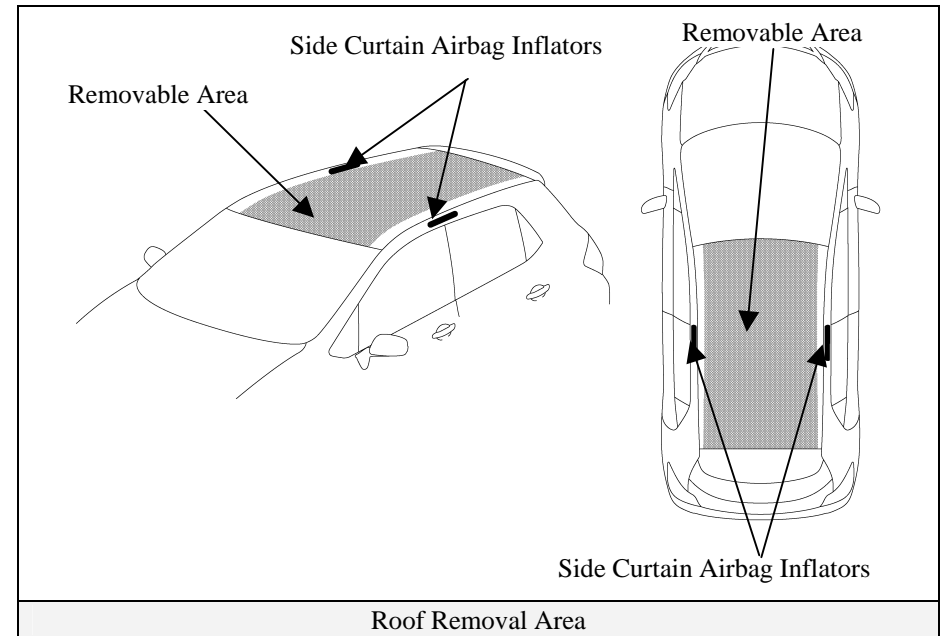 Side Curtain Airbag Inflators
Removable Area
Removable Area
Side Curtain Airbag Inflators
Roof Removal Area